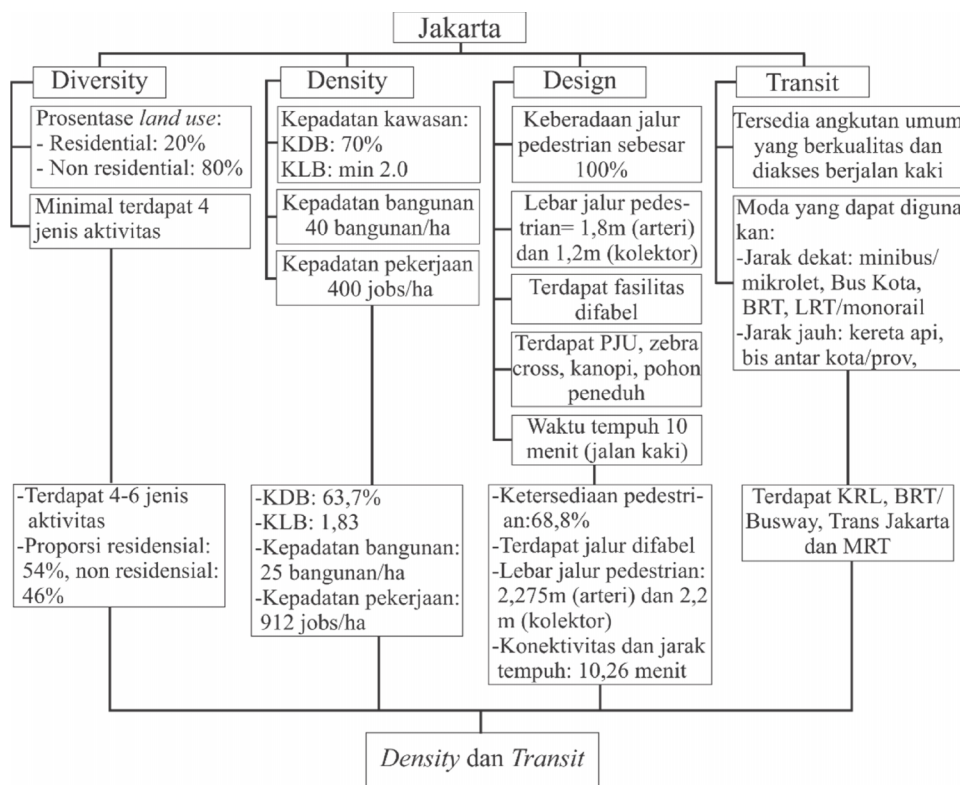 Jakarta
Diversity
Prosentase land use:
- Residential: 20%
- Non residential: 80%
Minimal terdapat 4
jenis aktivitas
-Terdapat 4-6 jenis
aktivitas
-Proporsi residensial:
54%, non residensial:
46%
Density
Kepadatan kawasan:
KDB: 70%
KLB: min 2.0
Kepadatan bangunan
40 bangunan/ha
Kepadatan pekerjaan
400 jobs/ha
-KDB: 63,7%
-KLB: 1,83
-Kepadatan bangunan:
25 bangunan/ha
-Kepadatan pekerjaan:
912 jobs/ha
Design
Keberadaan jalur
pedestrian sebesar
100%
Lebar jalur pedes-
trian= 1,8m (arteri)
dan 1,2m (kolektor)
Terdapat fasilitas
difabel
Terdapat PJU, zebra
cross, kanopi, pohon
peneduh
Waktu tempuh 10
menit (jalan kaki)
-Ketersediaan pedestri-
an:68,8%
-Terdapat jalur difabel
-Lebar jalur pedestrian:
2,275m (arteri) dan 2,2
m (kolektor)
-Konektivitas dan jarak
tempuh: 10,26 menit
Transit
Tersedia angkutan umum
yang berkualitas dan
diakses berjalan kaki
Moda yang dapat diguna
kan:
-Jarak dekat: minibus/
mikrolet, Bus Kota,
BRT, LRT/monorail
-Jarak jauh: kereta api,
bis antar kota/prov,
Terdapat KRL, BRT/
Busway, Trans Jakarta
dan MRT
Density dan Transit